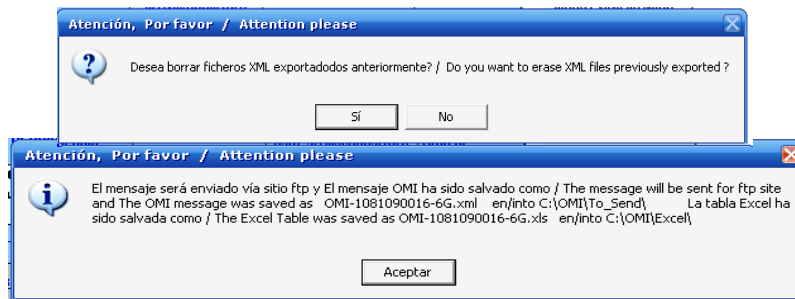 Atención, Por favor / Attention please
Desea borrar ficheros XML exportadodos anteriormente? / Do you want to erase XML files previously exported ?
Sí
No
Atención, Por favor / Attention please
El mensaje será enviado vía sitio ftp y El mensaje OMI ha sido salvado como / The message will be sent for ftp site
and The OMI message was saved as OMI-1081090016-6G.xml en/into C:\OMI\To_Send\ La tabla Excel ha
sido salvada como / The Excel Table was saved as OMI-1081090016-6G.xls en/into C:\OMI\Excel\
Aceptar